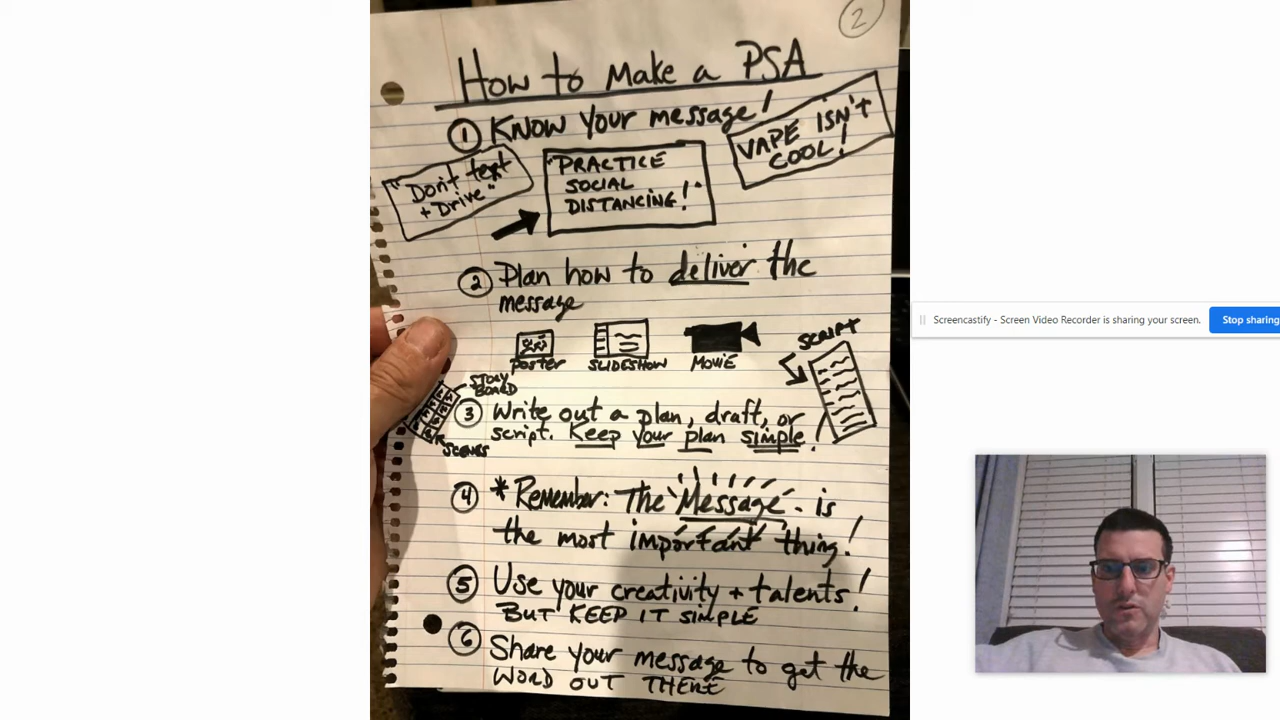 2
How to Make a PSA
1 Know Your message!
"Don't text
+ Drive"
"PRACTICE
SOCIAL
DISTANCING!"
VAPE ISN'T
COOL!
2 Plan how to deliver the
message
POSTER
SLIDESHOW
MOVIE
SCRIPT
STORY
BOARD
SCENES
3 Write out a plan, draft, or
script. Keep your plan simple!
4 * Remember: The Message - is
the most important thing!
5 Use your creativity + talents!
BUT KEEP IT SIMPLE
6 Share your message to get the
WORD OUT THERE
Screencastify - Screen Video Recorder is sharing your screen.
Stop sharing